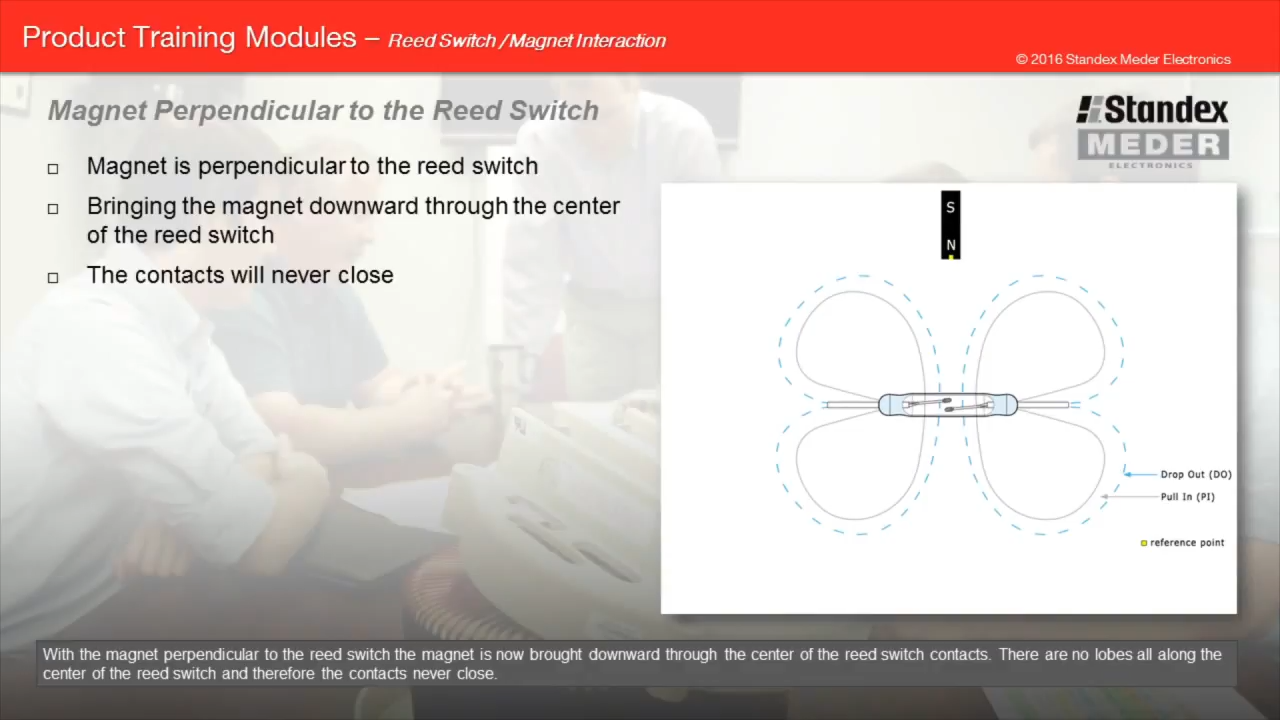 Product Training Modules – Reed Switch / Magnet Interaction
© 2016 Standex Meder Electronics
Magnet Perpendicular to the Reed Switch
Standex
MEDER
ELECTRONICS
□ Magnet is perpendicular to the reed switch
□ Bringing the magnet downward through the center
of the reed switch
□ The contacts will never close
S
N
Drop Out (DO)
Pull In (PI)
reference point
With the magnet perpendicular to the reed switch the magnet is now brought downward through the center of the reed switch contacts. There are no lobes all along the
center of the reed switch and therefore the contacts never close.